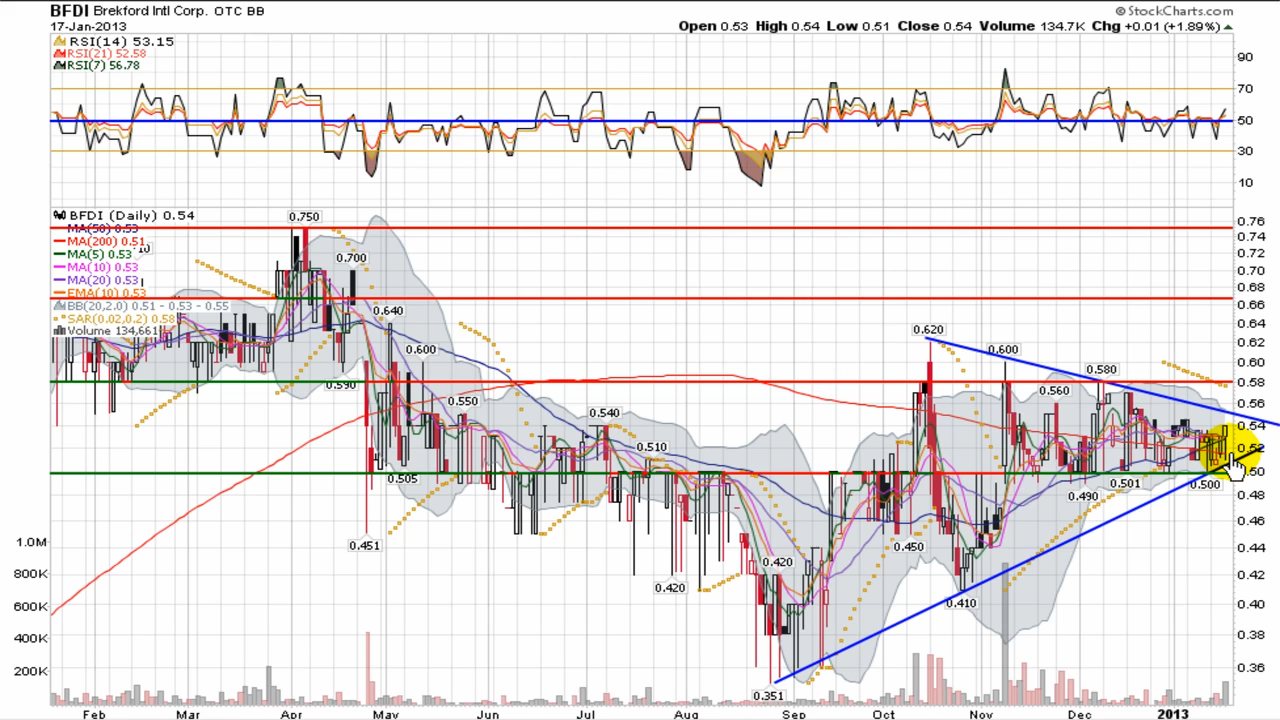 BFDI Brekford Intl Corp. OTC BB
© StockCharts.com
17-Jan-2013
Open 0.53 High 0.54 Low 0.51 Close 0.54 Volume 134.7K Chg +0.01 (+1.89%)
RSI(14) 53.15
RSI(21) 52.58
RSI(7) 56.78
90
70
50
30
10
BFDI (Daily) 0.54
MA(50) 0.53
MA(200) 0.51
MA(5) 0.53
MA(10) 0.53
MA(20) 0.53
EMA(10) 0.53
BB(20,2.0) 0.51 - 0.53 - 0.55
SAR(0.02,0.2) 0.58
Volume 134,661
0.750
0.700
0.640
0.600
0.590
0.550
0.540
0.510
0.505
0.451
0.420
0.420
0.351
0.450
0.620
0.410
0.600
0.560
0.580
0.490
0.501
0.500
0.76
0.74
0.72
0.70
0.68
0.66
0.64
0.62
0.60
0.58
0.56
0.54
0.52
0.50
0.48
0.46
0.44
0.42
0.40
0.38
0.36
1.0M
800K
600K
400K
200K
Feb Mar Apr May Jun Jul Aug Sep Oct Nov Dec 2013